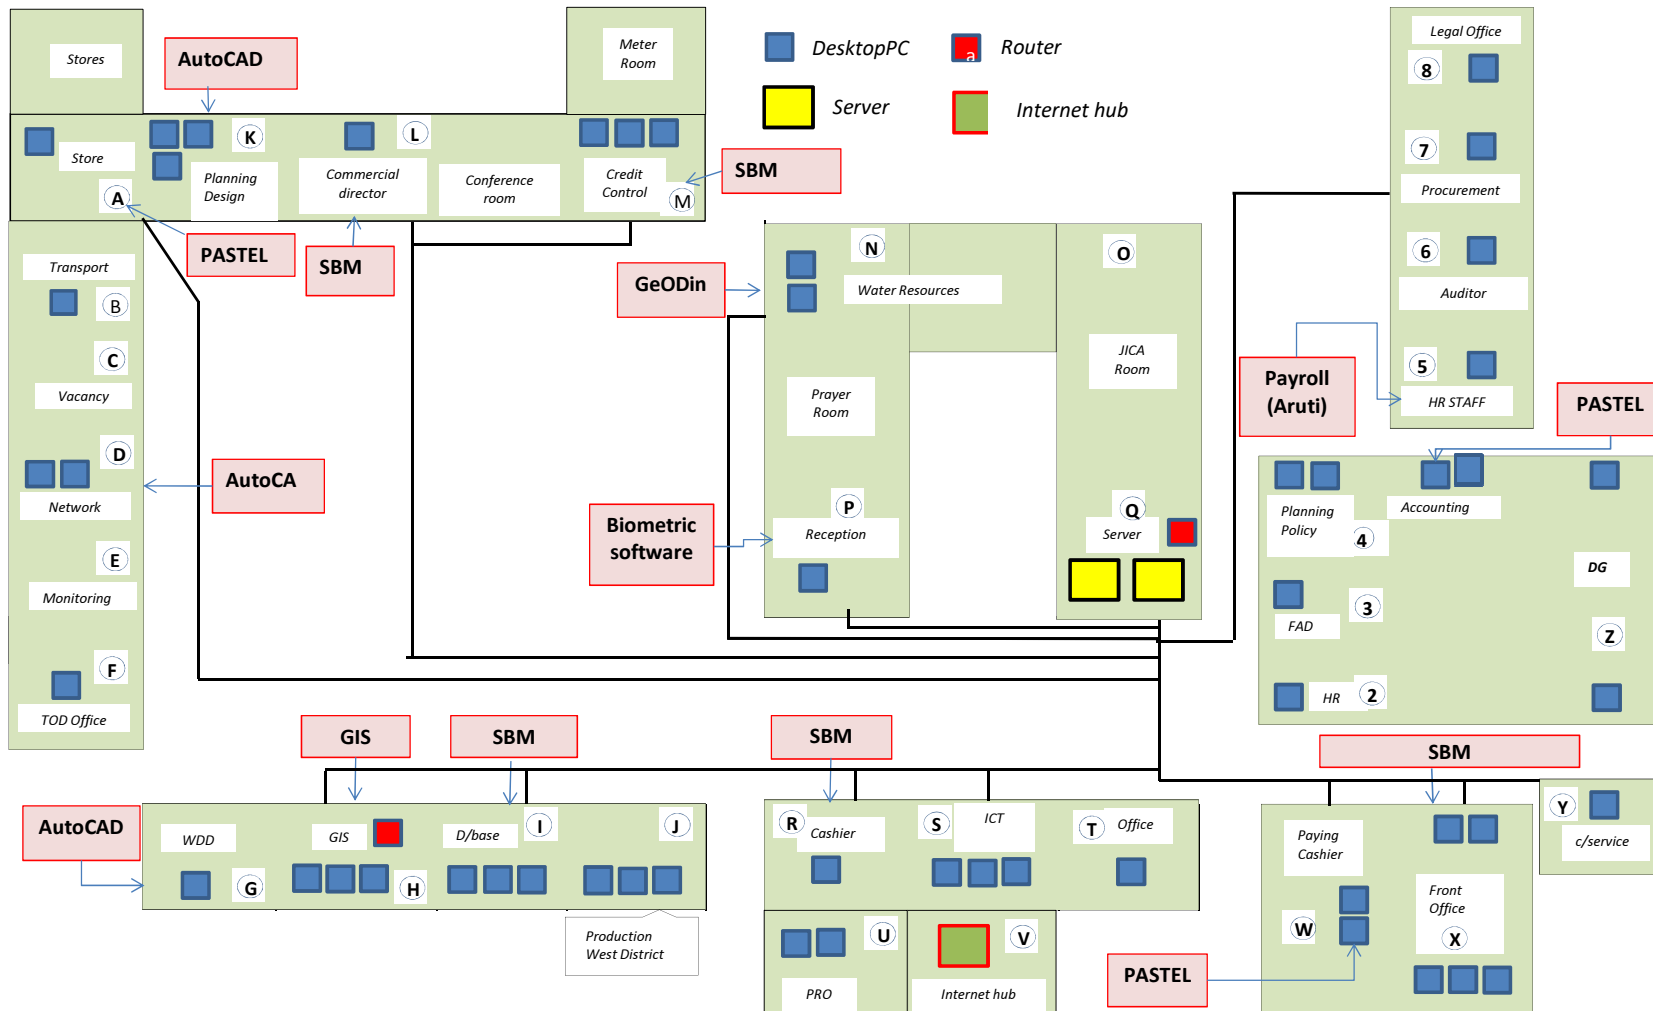 Stores
AutoCAD
Meter
Room
DesktopPC
a
Router
Server
Internet hub
Legal Office
8
Store
A
K
Planning
Design
L
Commercial
director
Conference
room
Credit
Control
M
SBM
7
Procurement
PASTEL
SBM
Transport
B
C
Vacancy
D
Network
AutoCA
E
Monitoring
F
TOD Office
GeODin
N
Water Resources
O
JICA
Room
Prayer
Room
P
Reception
Biometric
software
Q
Server
6
Auditor
5
HR STAFF
Payroll
(Aruti)
PASTEL
Planning
Policy
4
Accounting
DG
3
FAD
Z
HR
2
GIS
SBM
SBM
SBM
AutoCAD
WDD
G
GIS
H
D/base
I
J
Production
West District
R
Cashier
S
ICT
T
Office
U
PRO
V
Internet hub
Paying
Cashier
W
Front
Office
X
PASTEL
Y
c/service